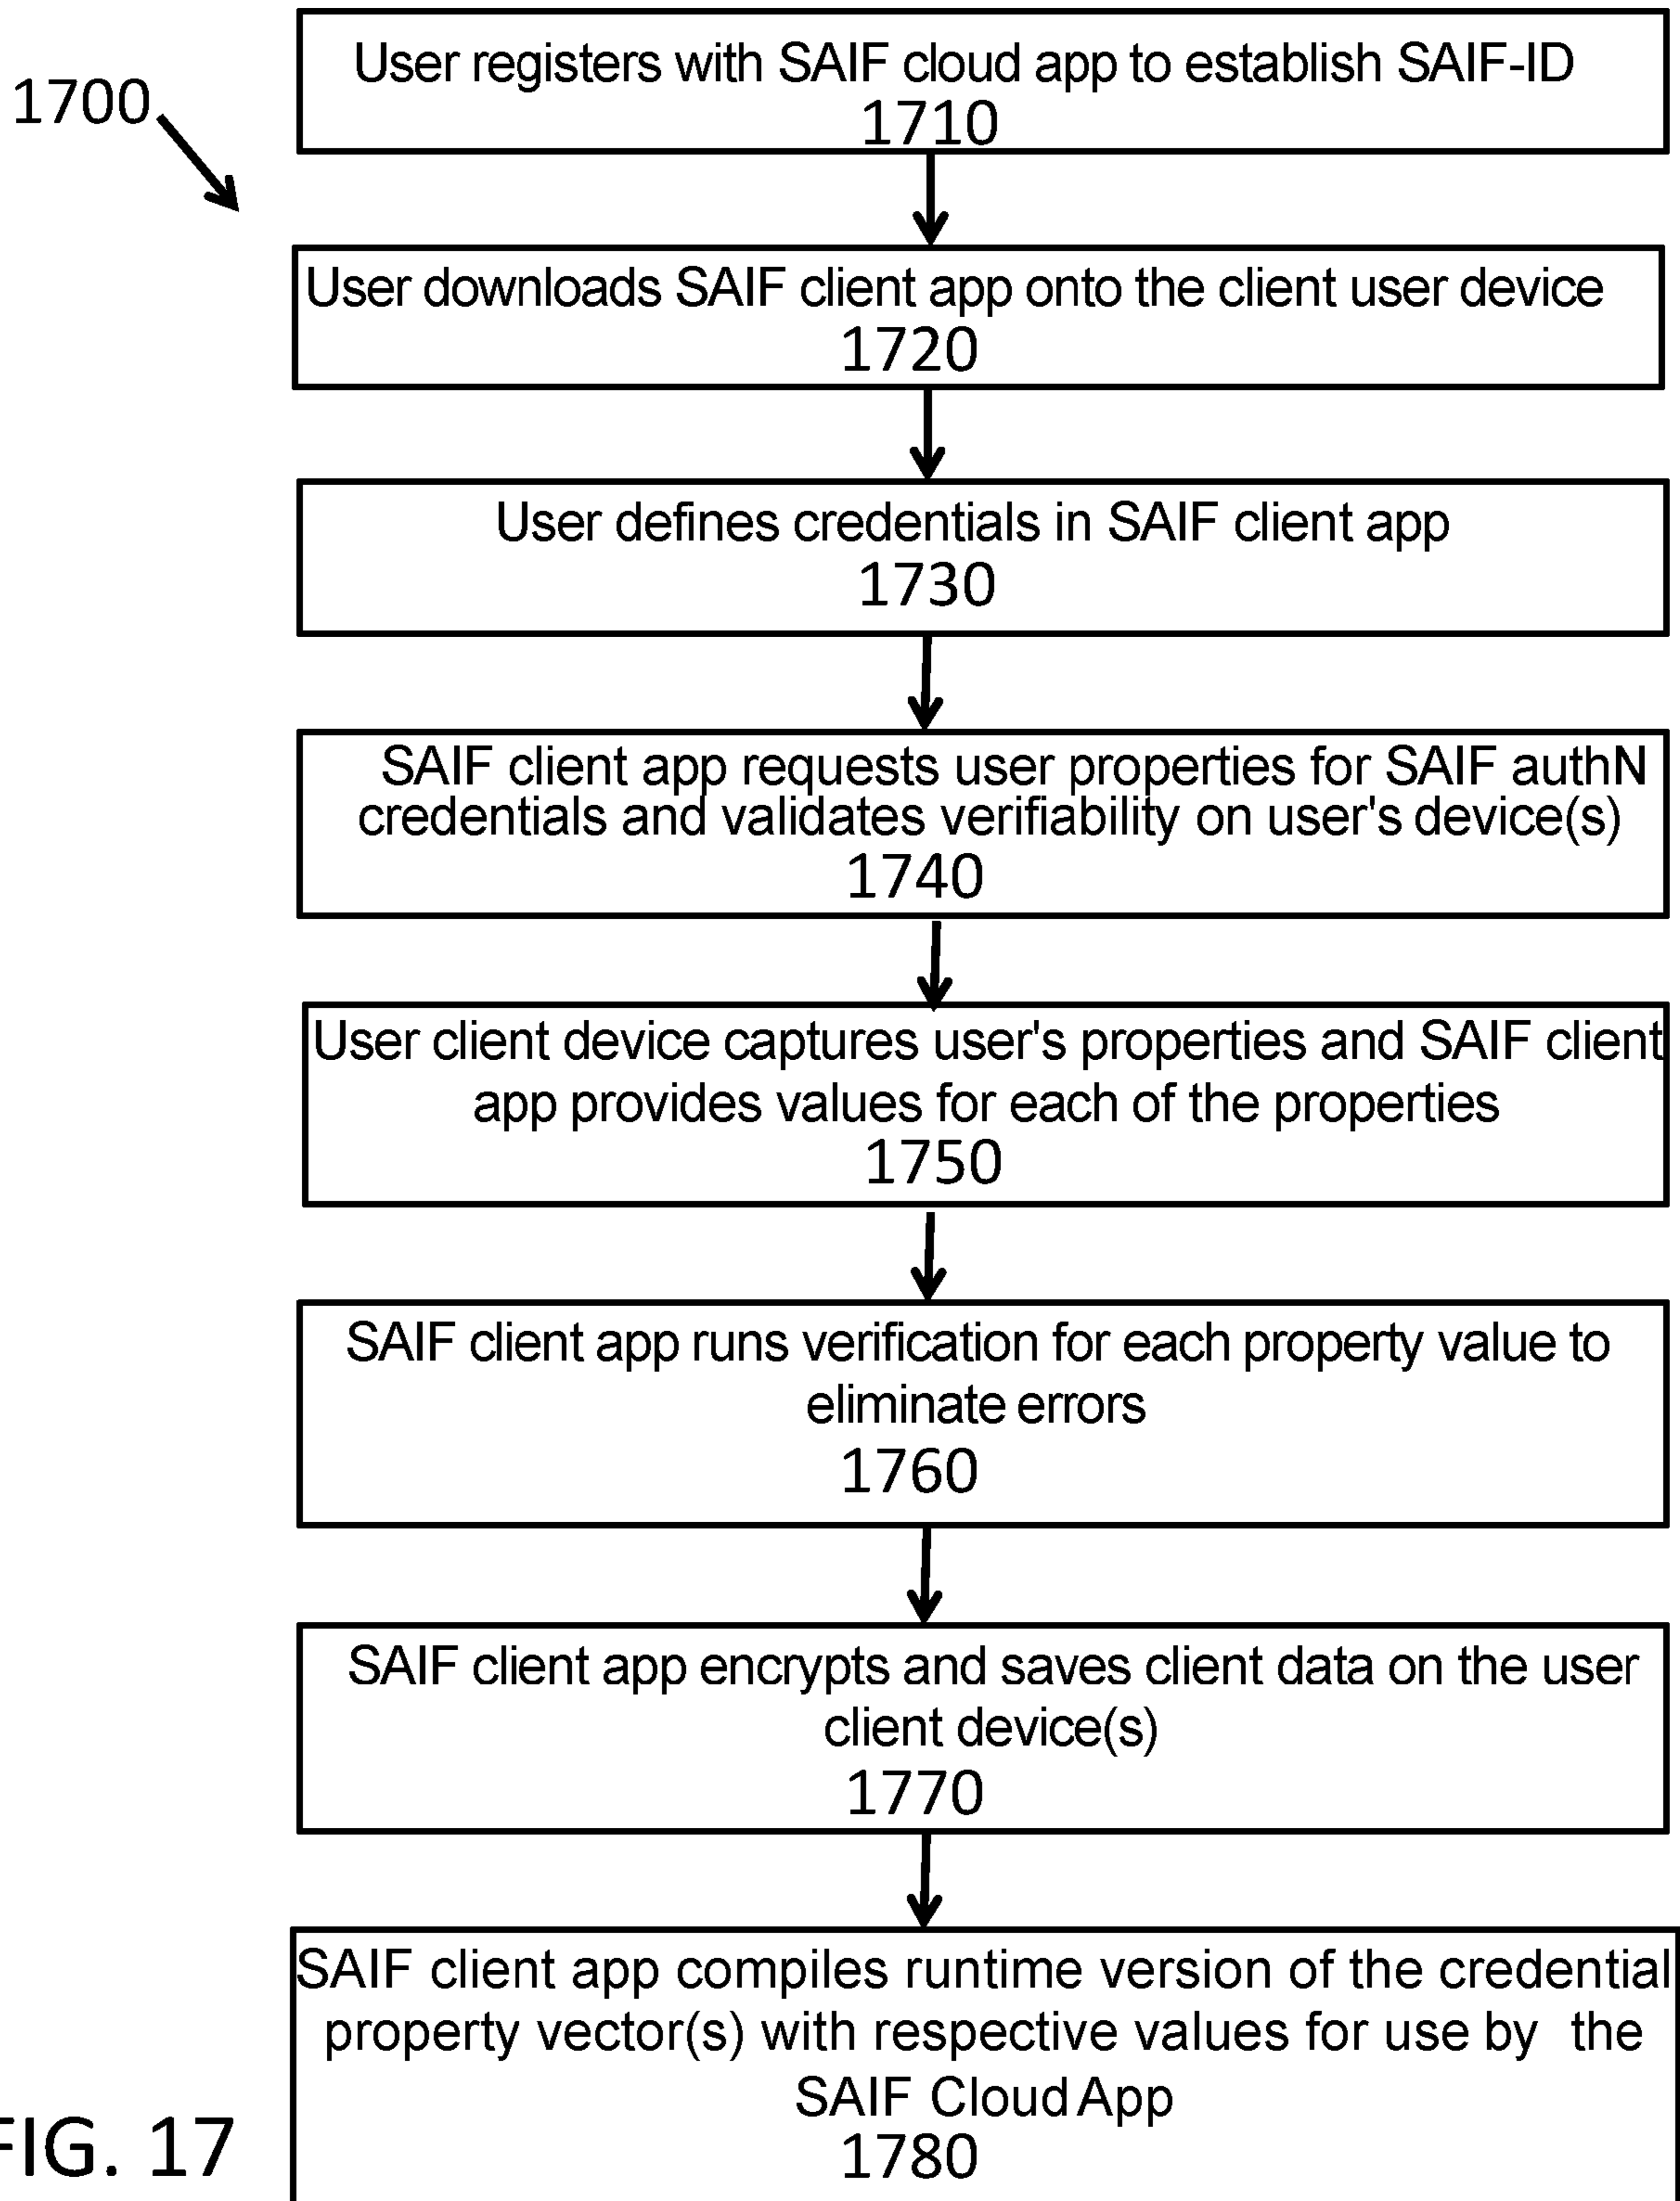 User registers with SAIF cloud app to establish SAIF-ID
1710
1700
User downloads SAIF client app onto the client user device
1720
User defines credentials in SAIF client app
1730
SAIF client app requests user properties for SAIF authN
credentials and validates verifiability on user's device(s)
1740
User client device captures user's properties and SAIF client
app provides values for each of the properties
1750
SAIF client app runs verification for each property value to
eliminate errors
1760
SAIF client app encrypts and saves client data on the user
client device(s)
1770
SAIF client app compiles runtime version of the credential
property vector(s) with respective values for use by the
SAIF Cloud App
1780
FIG. 17